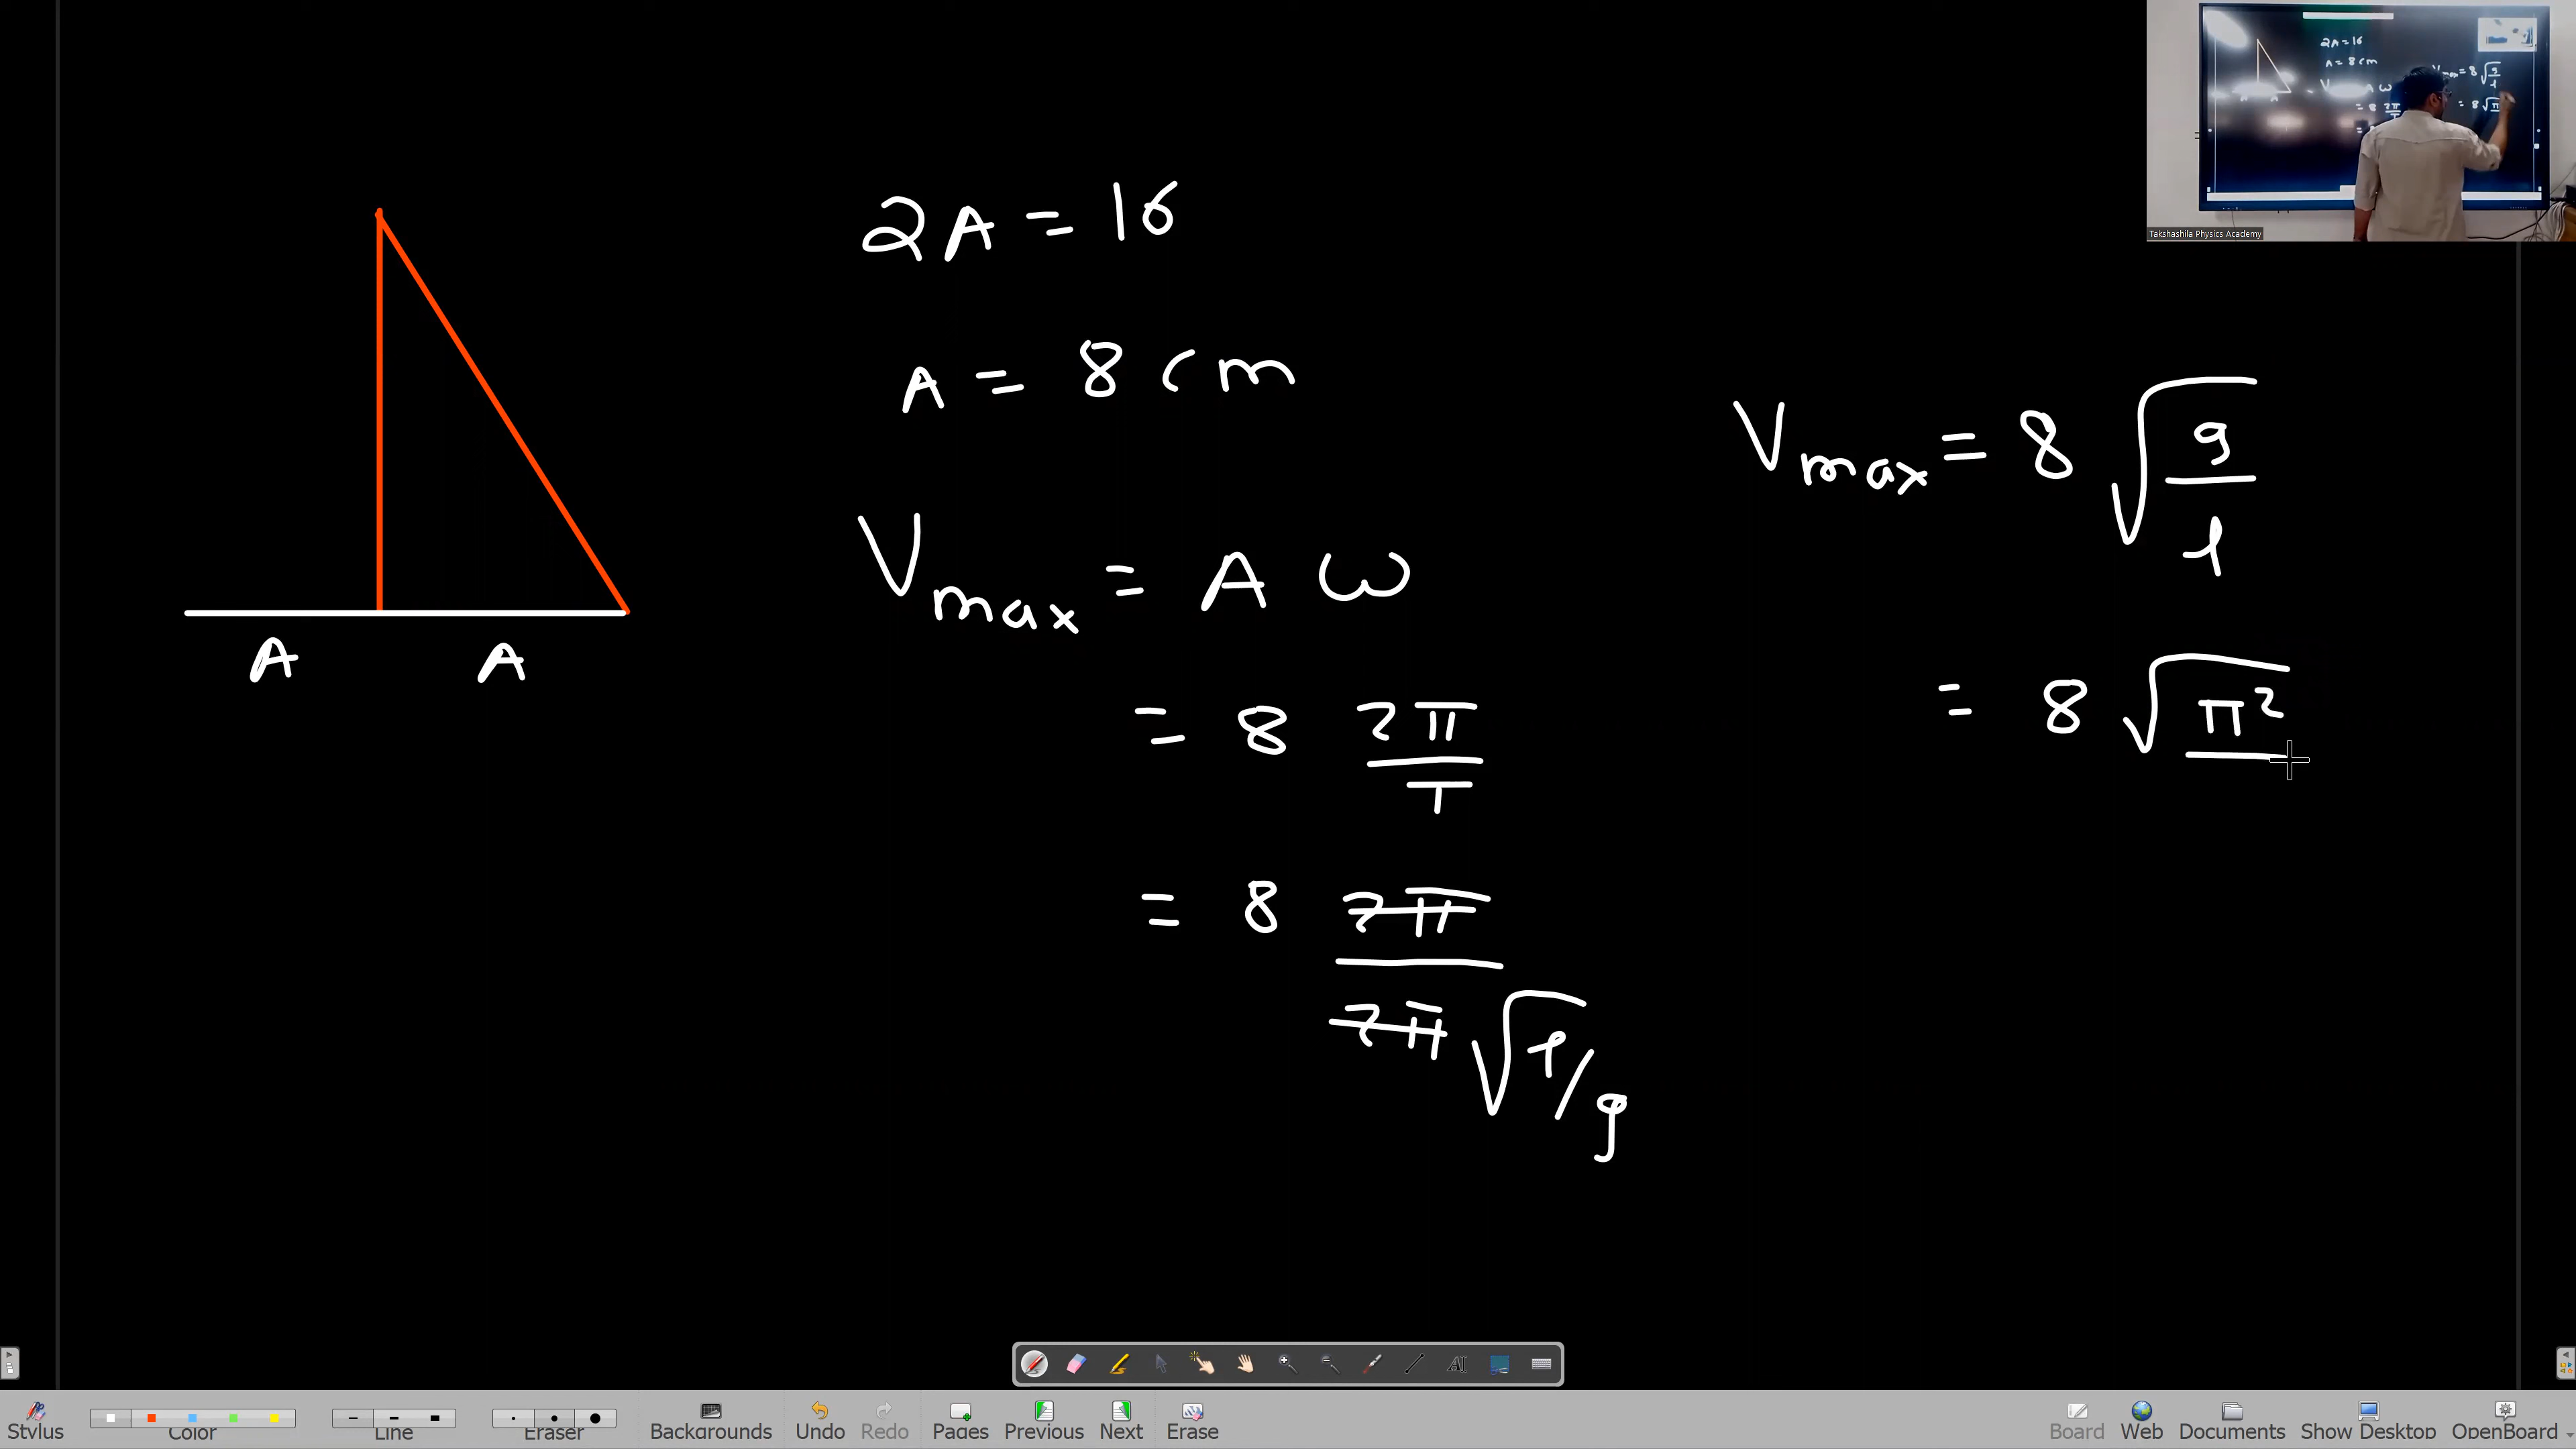 2A = 16
A = 8 cm
Vmax = A ω
= 8 2π/T
= 8 2π/2π√l/g
A A
Vmax = 8 √g/l
= 8 √π²
Takshashila Physics Academy
Stylus Color Line Eraser Backgrounds Undo Redo Pages Previous Next Erase Board Web Documents Show Desktop OpenBoard